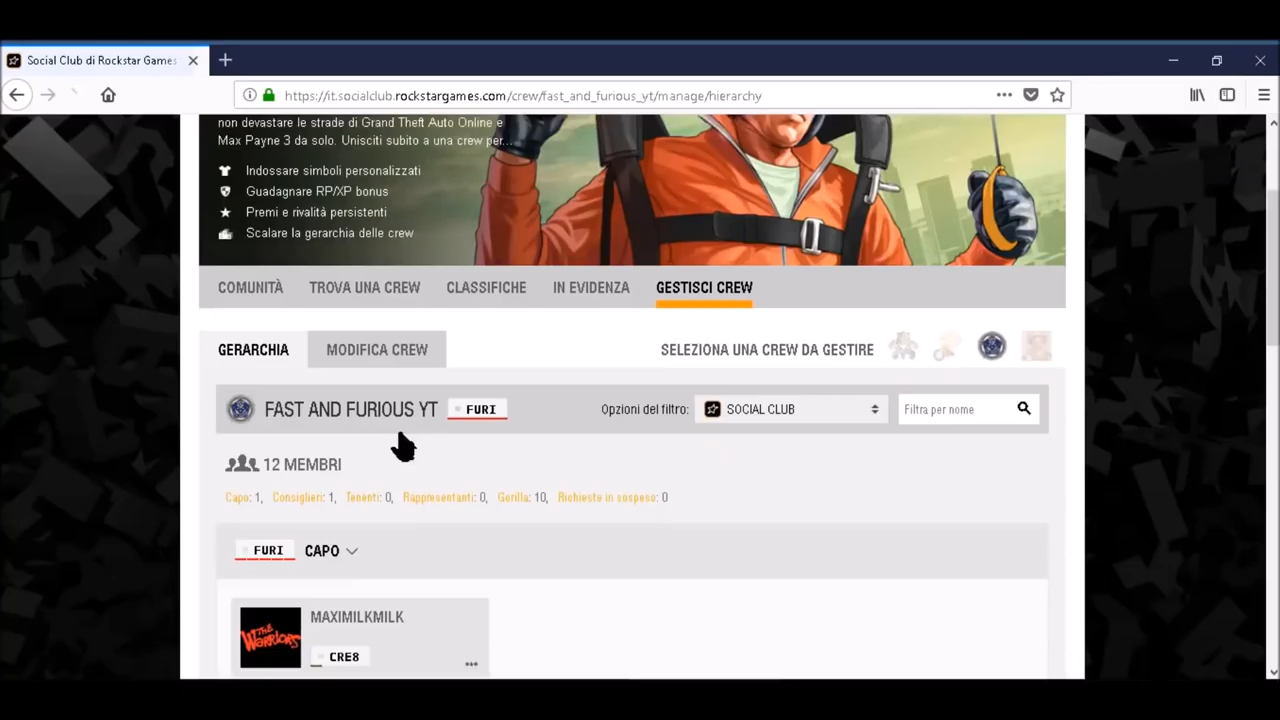 Social Club di Rockstar Games
https://it.socialclub.rockstargames.com/crew/fast_and_furious_yt/manage/hierarchy
non devastare le strade di Grand Theft Auto Online e
Max Payne 3 da solo. Unisciti subito a una crew per...
Indossare simboli personalizzati
Guadagnare RP/XP bonus
Premi e rivalità persistenti
Scalare la gerarchia delle crew
COMUNITÀ TROVA UNA CREW CLASSIFICHE IN EVIDENZA GESTISCI CREW
GERARCHIA MODIFICA CREW SELEZIONA UNA CREW DA GESTIRE
FAST AND FURIOUS YT FURI Opzioni del filtro: SOCIAL CLUB Filtra per nome
12 MEMBRI
Capo: 1, Consiglieri: 1, Tenenti: 0, Rappresentanti: 0, Gorilla: 10, Richieste in sospeso: 0
FURI CAPO
THE WARRIORS
MAXIMILKMILK
CRE8